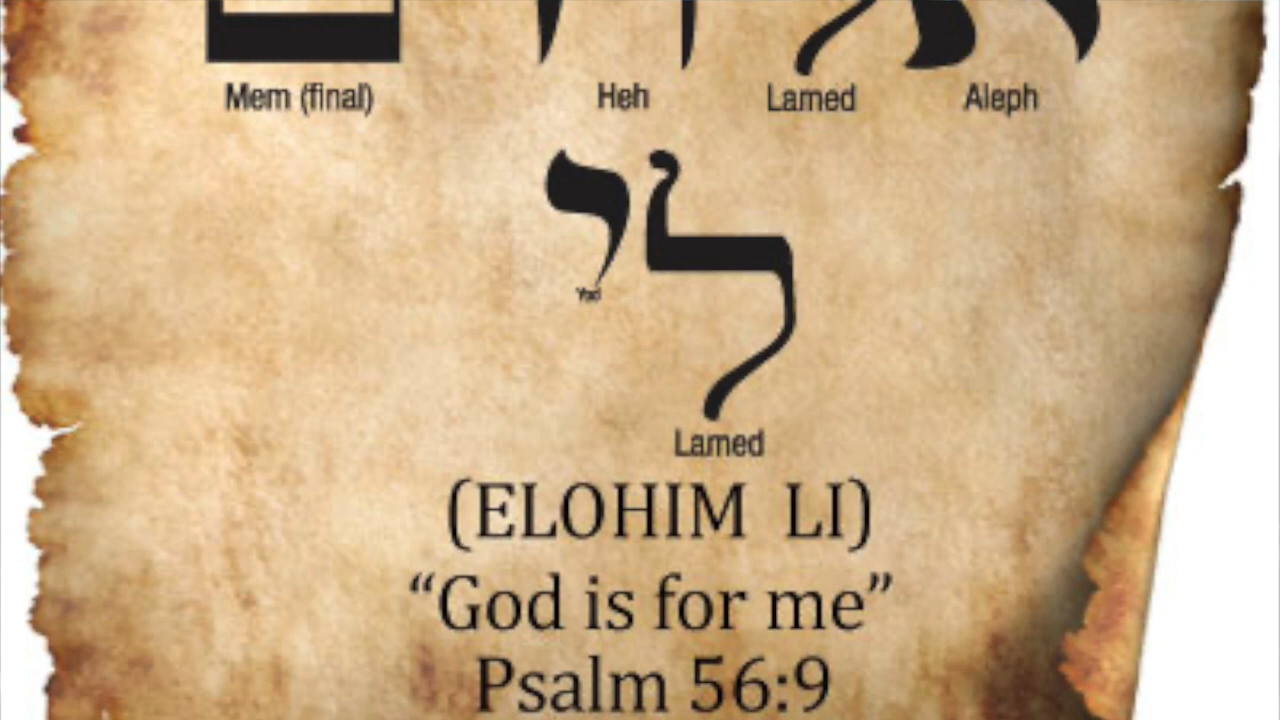 Mem (final) Heh Lamed Aleph
לי
Yod
Lamed
(ELOHIM LI)
“God is for me”
Psalm 56:9